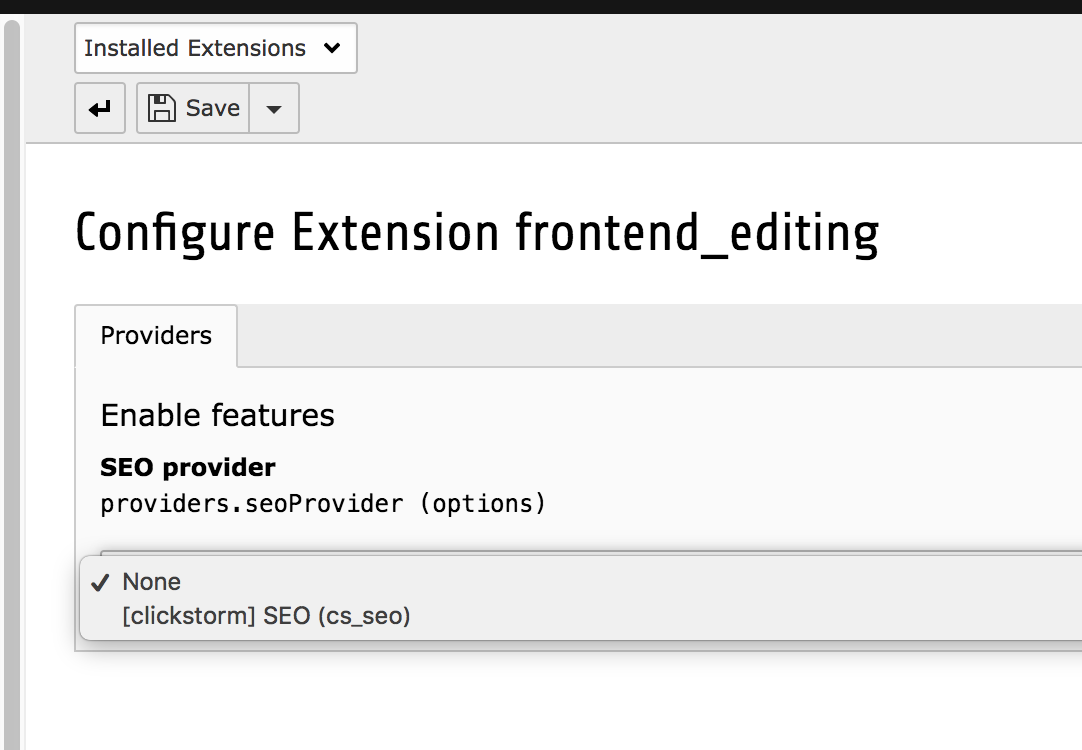 Installed Extensions
Save
Configure Extension frontend_editing
Providers
Enable features
SEO provider
providers.seoProvider (options)
None
[clickstorm] SEO (cs_seo)